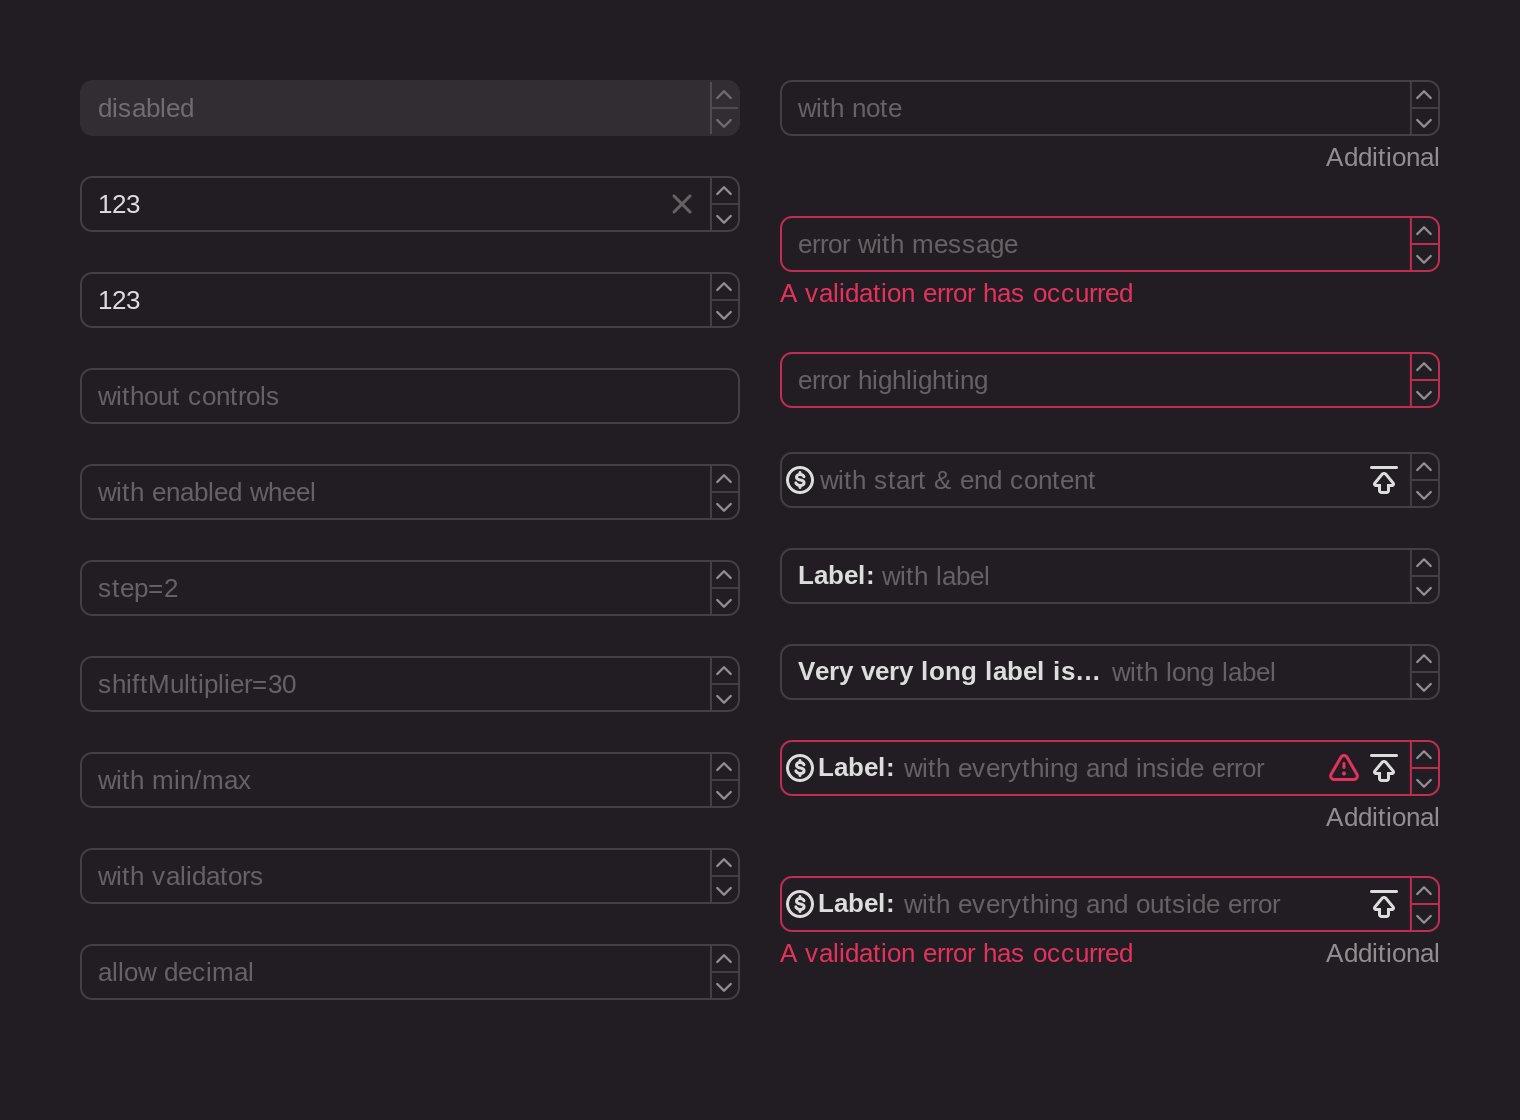 disabled
123
123
without controls
with enabled wheel
step=2
shiftMultiplier=30
with min/max
with validators
allow decimal
with note
Additional
error with message
A validation error has occurred
error highlighting
with start & end content
Label: with label
Very very long label is... with long label
Label: with everything and inside error
Additional
Label: with everything and outside error
A validation error has occurred Additional